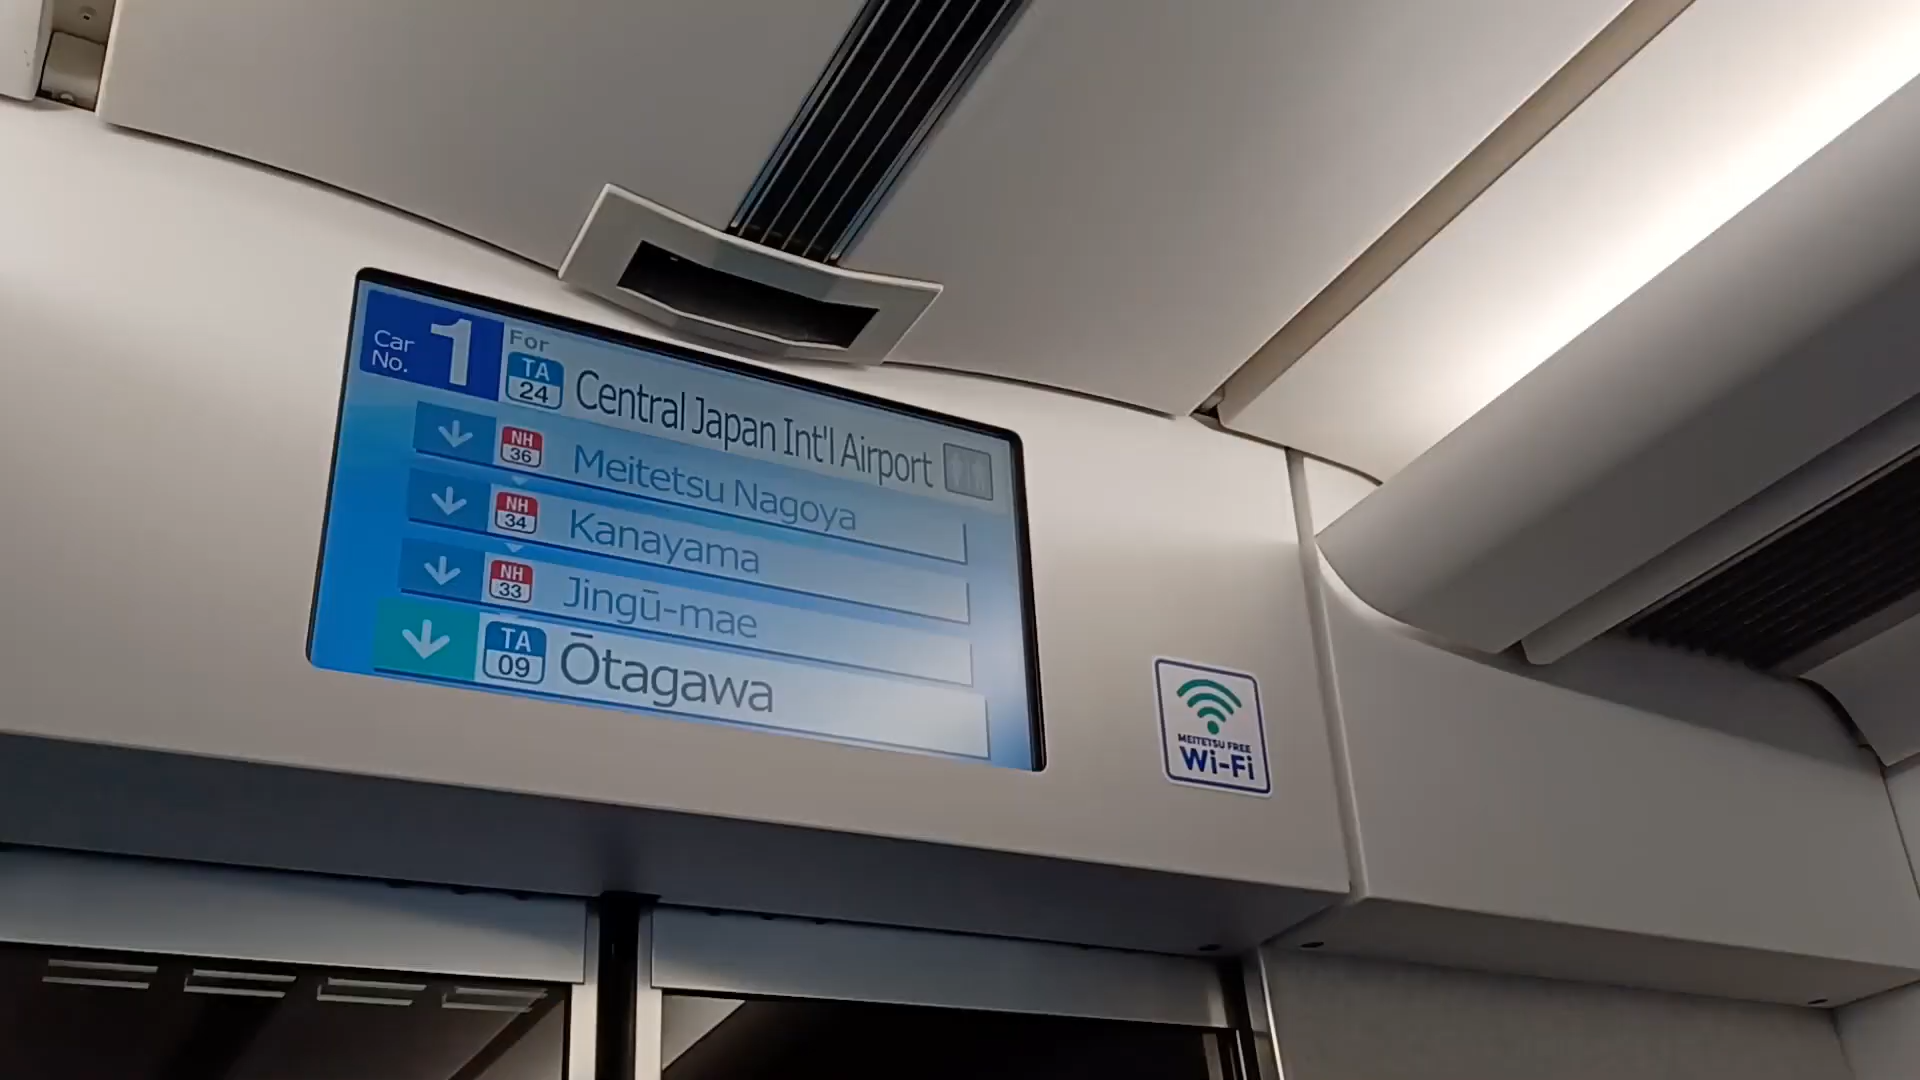 Car No. 1
For
TA 24 Central Japan Int'l Airport
NH 36 Meitetsu Nagoya
NH 34 Kanayama
NH 33 Jingū-mae
TA 09 Ōtagawa
MEITETSU FREE
Wi-Fi